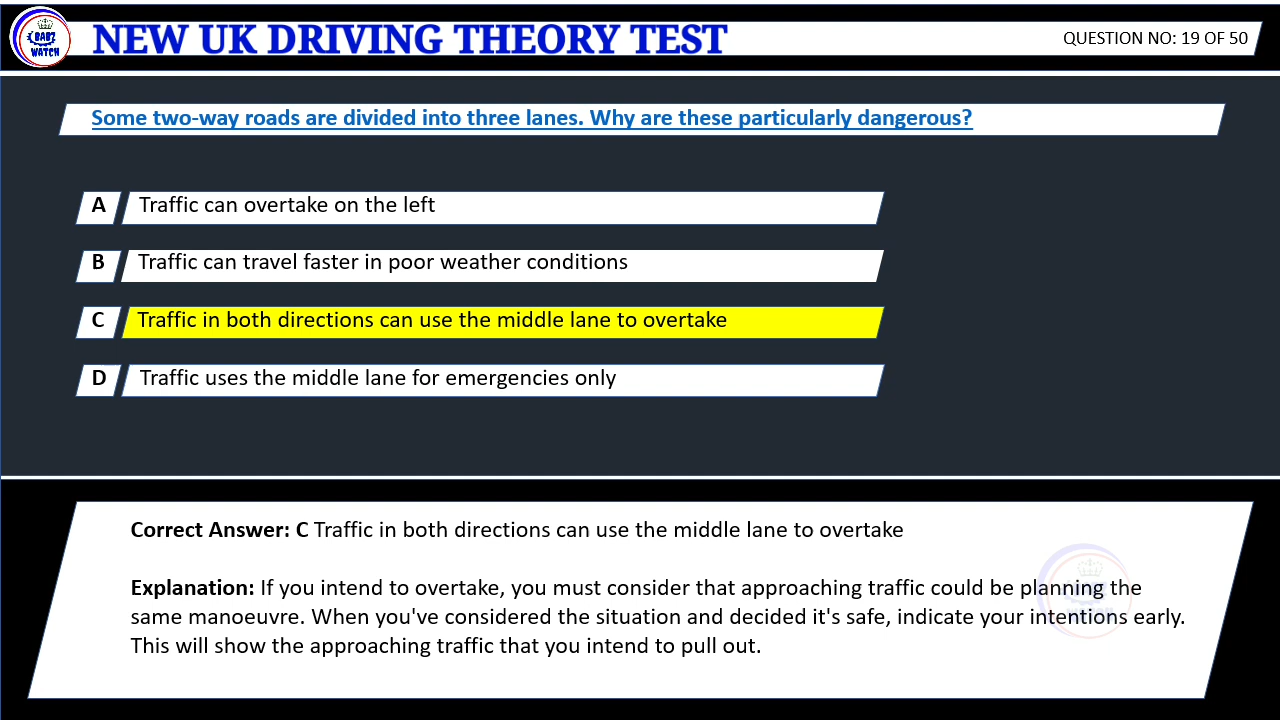 BABZ
WATCH
NEW UK DRIVING THEORY TEST
QUESTION NO: 19 OF 50
Some two-way roads are divided into three lanes. Why are these particularly dangerous?
A Traffic can overtake on the left
B Traffic can travel faster in poor weather conditions
C Traffic in both directions can use the middle lane to overtake
D Traffic uses the middle lane for emergencies only
Correct Answer: C Traffic in both directions can use the middle lane to overtake
Explanation: If you intend to overtake, you must consider that approaching traffic could be planning the
same manoeuvre. When you've considered the situation and decided it's safe, indicate your intentions early.
This will show the approaching traffic that you intend to pull out.